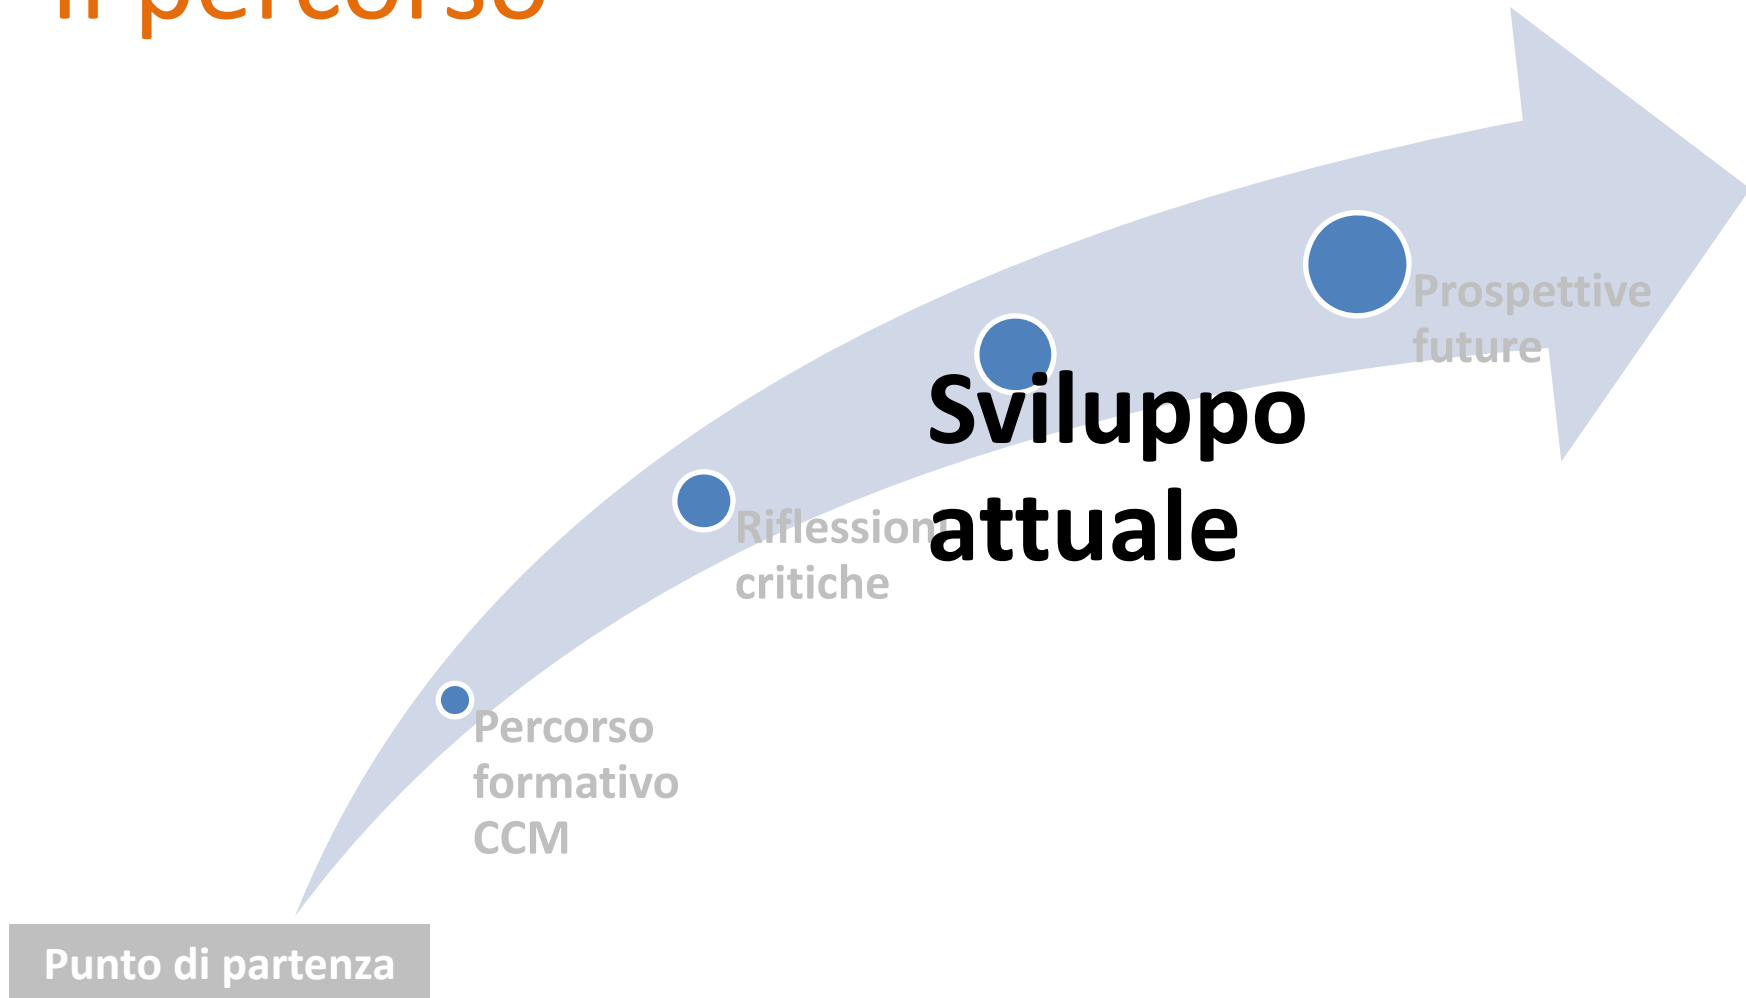 Il percorso
Prospettive
future
Sviluppo
attuale
Riflessioni
critiche
Percorso
formativo
CCM
Punto di partenza